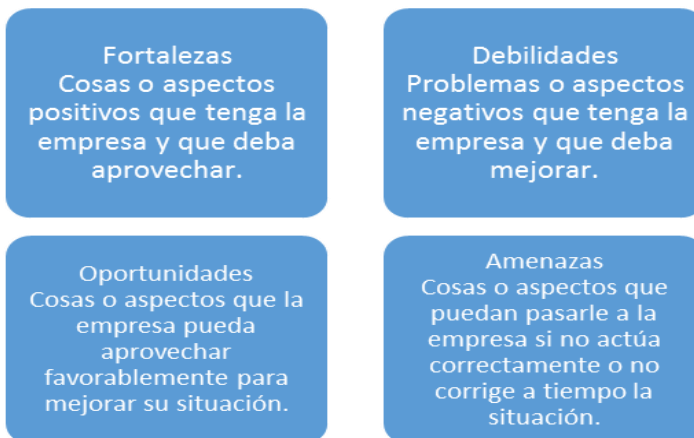 Fortalezas
Cosas o aspectos
positivos que tenga la
empresa y que deba
aprovechar.
Debilidades
Problemas o aspectos
negativos que tenga la
empresa y que deba
mejorar.
Oportunidades
Cosas o aspectos que la
empresa pueda
aprovechar
favorablemente para
mejorar su situación.
Amenazas
Cosas o aspectos que
puedan pasarle a la
empresa si no actúa
correctamente o no
corrige a tiempo la
situación.